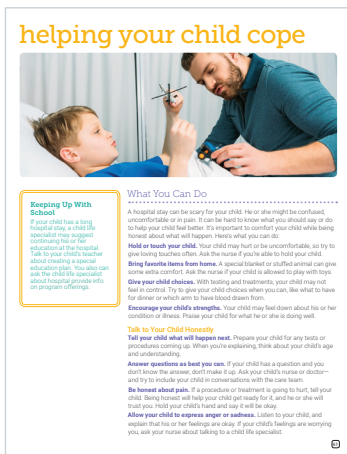 helping your child cope
Keeping Up With
School
If your child has a long
hospital stay, a child life
specialist may suggest
continuing his or her
education at the hospital.
Talk to your child's teacher
about creating a special
education plan. You also can
ask the child life specialist
about hospital provide info
on program offerings.
What You Can Do
A hospital stay can be scary for your child. He or she might be confused,
uncomfortable or in pain. It can be hard to know what you should say or do
to help your child feel better. It's important to comfort your child while being
honest about what will happen. Here's what you can do:
Hold or touch your child. Your child may hurt or be uncomfortable, so try to
give loving touches often. Ask the nurse if you're able to hold your child.
Bring favorite items from home. A special blanket or stuffed animal can give
some extra comfort. Ask the nurse if your child is allowed to play with toys.
Give your child choices. With testing and treatments, your child may not
feel in control. Try to give your child choices when you can, like what to have
for dinner or which arm to have blood drawn from.
Encourage your child's strengths. Your child may feel down about his or her
condition or illness. Praise your child for what he or she is doing well.
Talk to Your Child Honestly
Tell your child what will happen next. Prepare your child for any tests or
procedures coming up. When you're explaining, think about your child's age
and understanding.
Answer questions as best you can. If your child has a question and you
don't know the answer, don't make it up. Ask your child's nurse or doctor—
and try to include your child in conversations with the care team.
Be honest about pain. If a procedure or treatment is going to hurt, tell your
child. Being honest will help your child get ready for it, and he or she will
trust you. Hold your child's hand and say it will be okay.
Allow your child to express anger or sadness. Listen to your child, and
explain that his or her feelings are okay. If your child's feelings are worrying
you, ask your nurse about talking to a child life specialist.